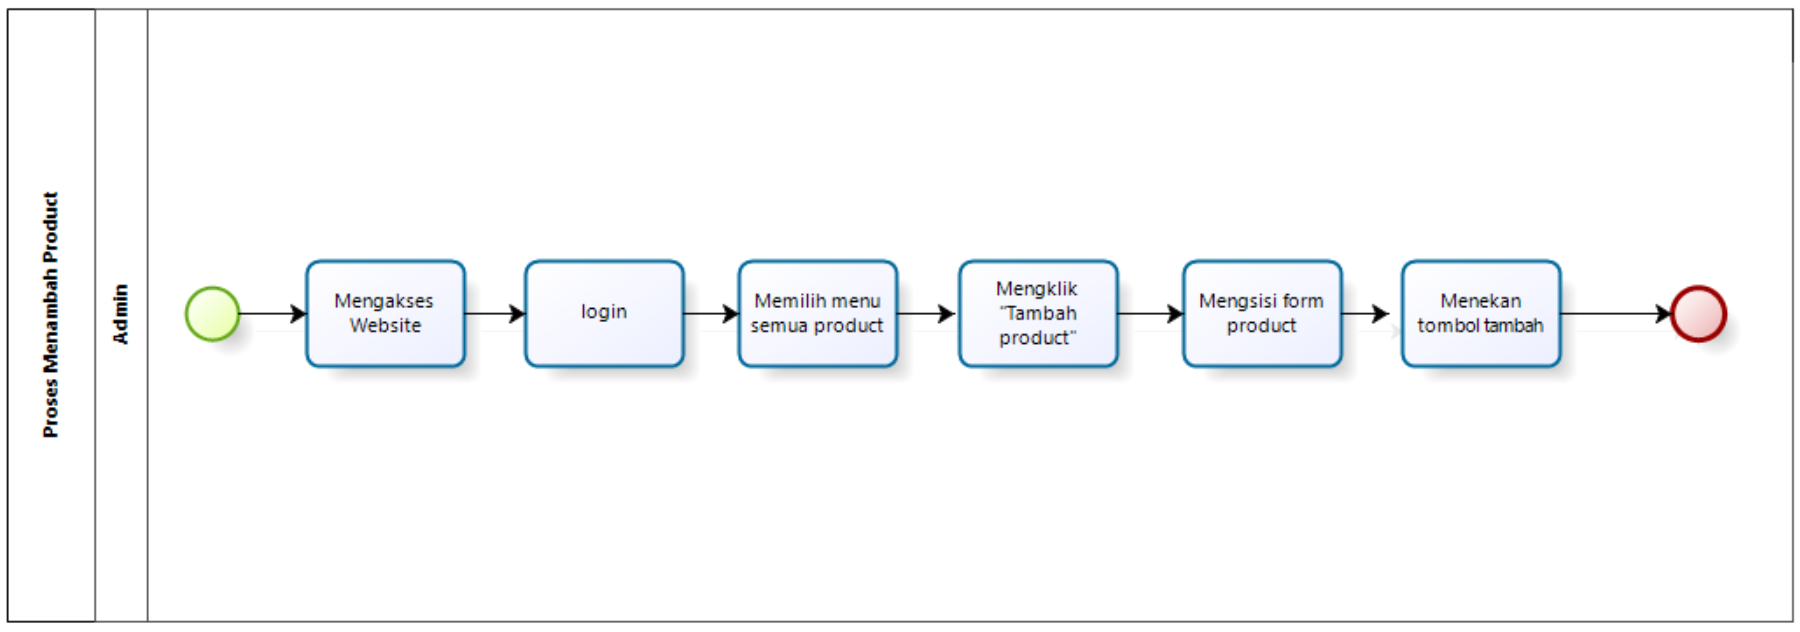 Proses Menambah Product
Admin
Mengakses
Website
login
Memilih menu
semua product
Mengklik
"Tambah
product"
Mengsisi form
product
Menekan
tombol tambah